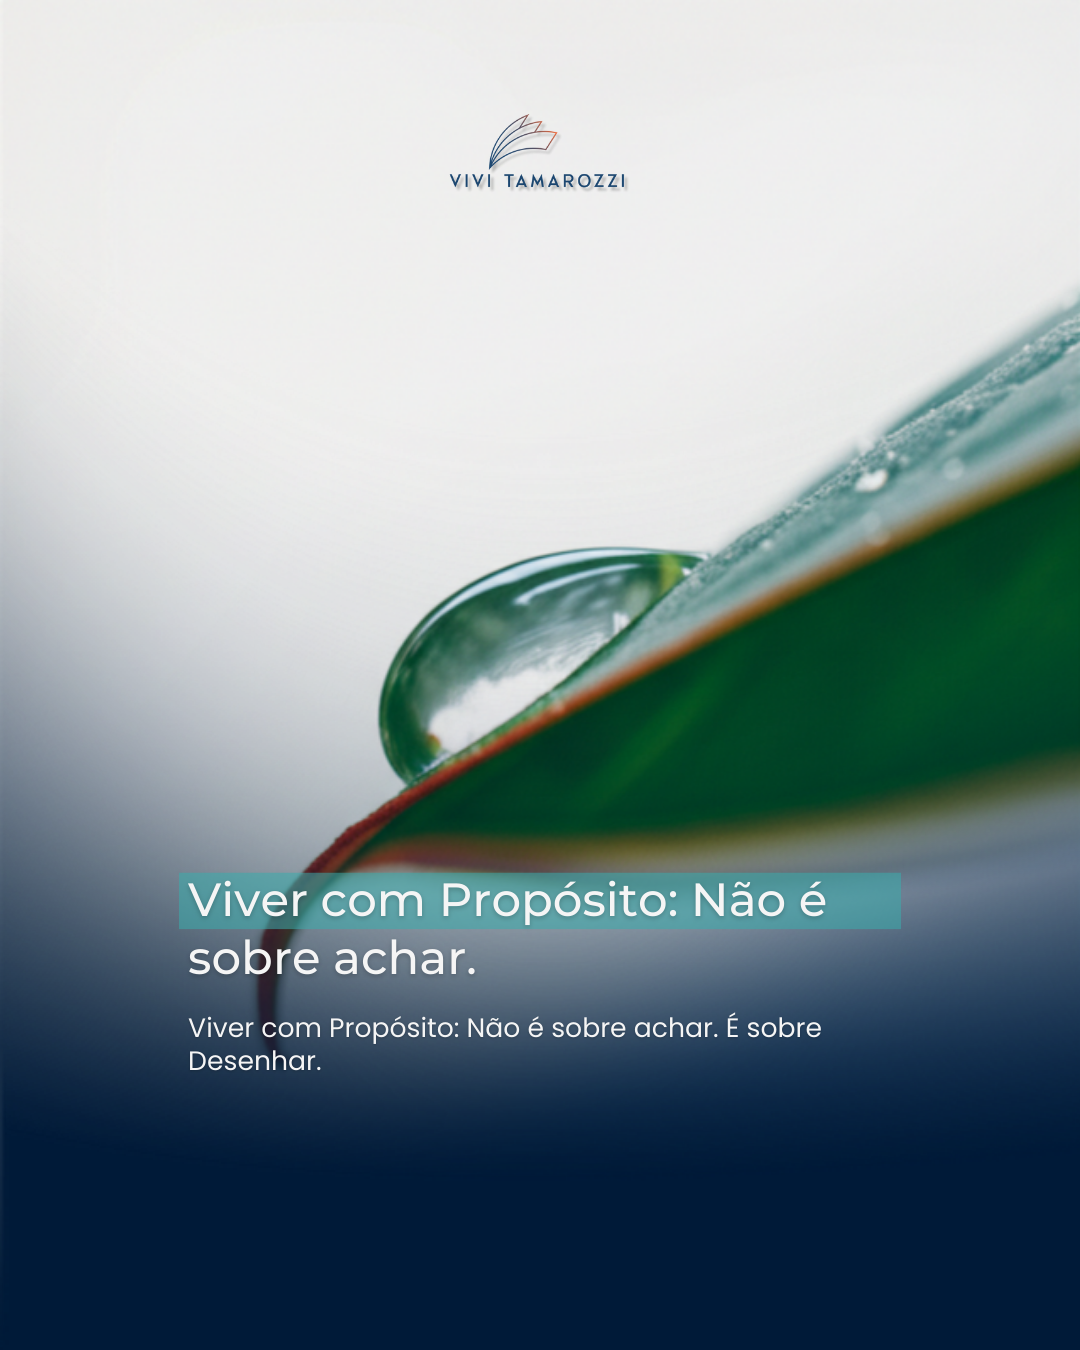 VIVI TAMAROZZI
Viver com Propósito: Não é
sobre achar.
Viver com Propósito: Não é sobre achar. É sobre
Desenhar.